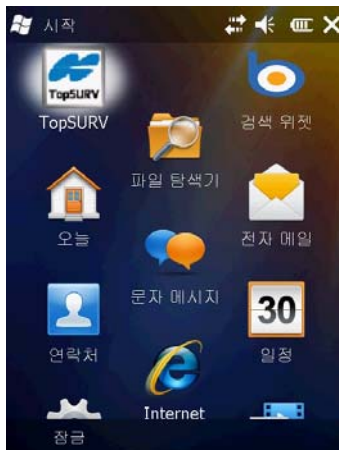 시작
TopSURV
TopSURV
검색 위젯
파일 탐색기
오늘
전자 메일
문자 메시지
30
연락처
일정
Internet
잠금